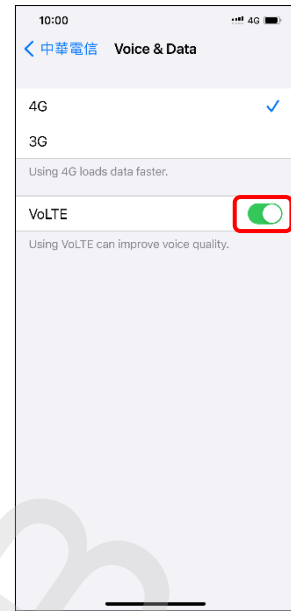 10:00 4G
中華電信 Voice & Data
4G
3G
Using 4G loads data faster.
VoLTE
Using VoLTE can improve voice quality.